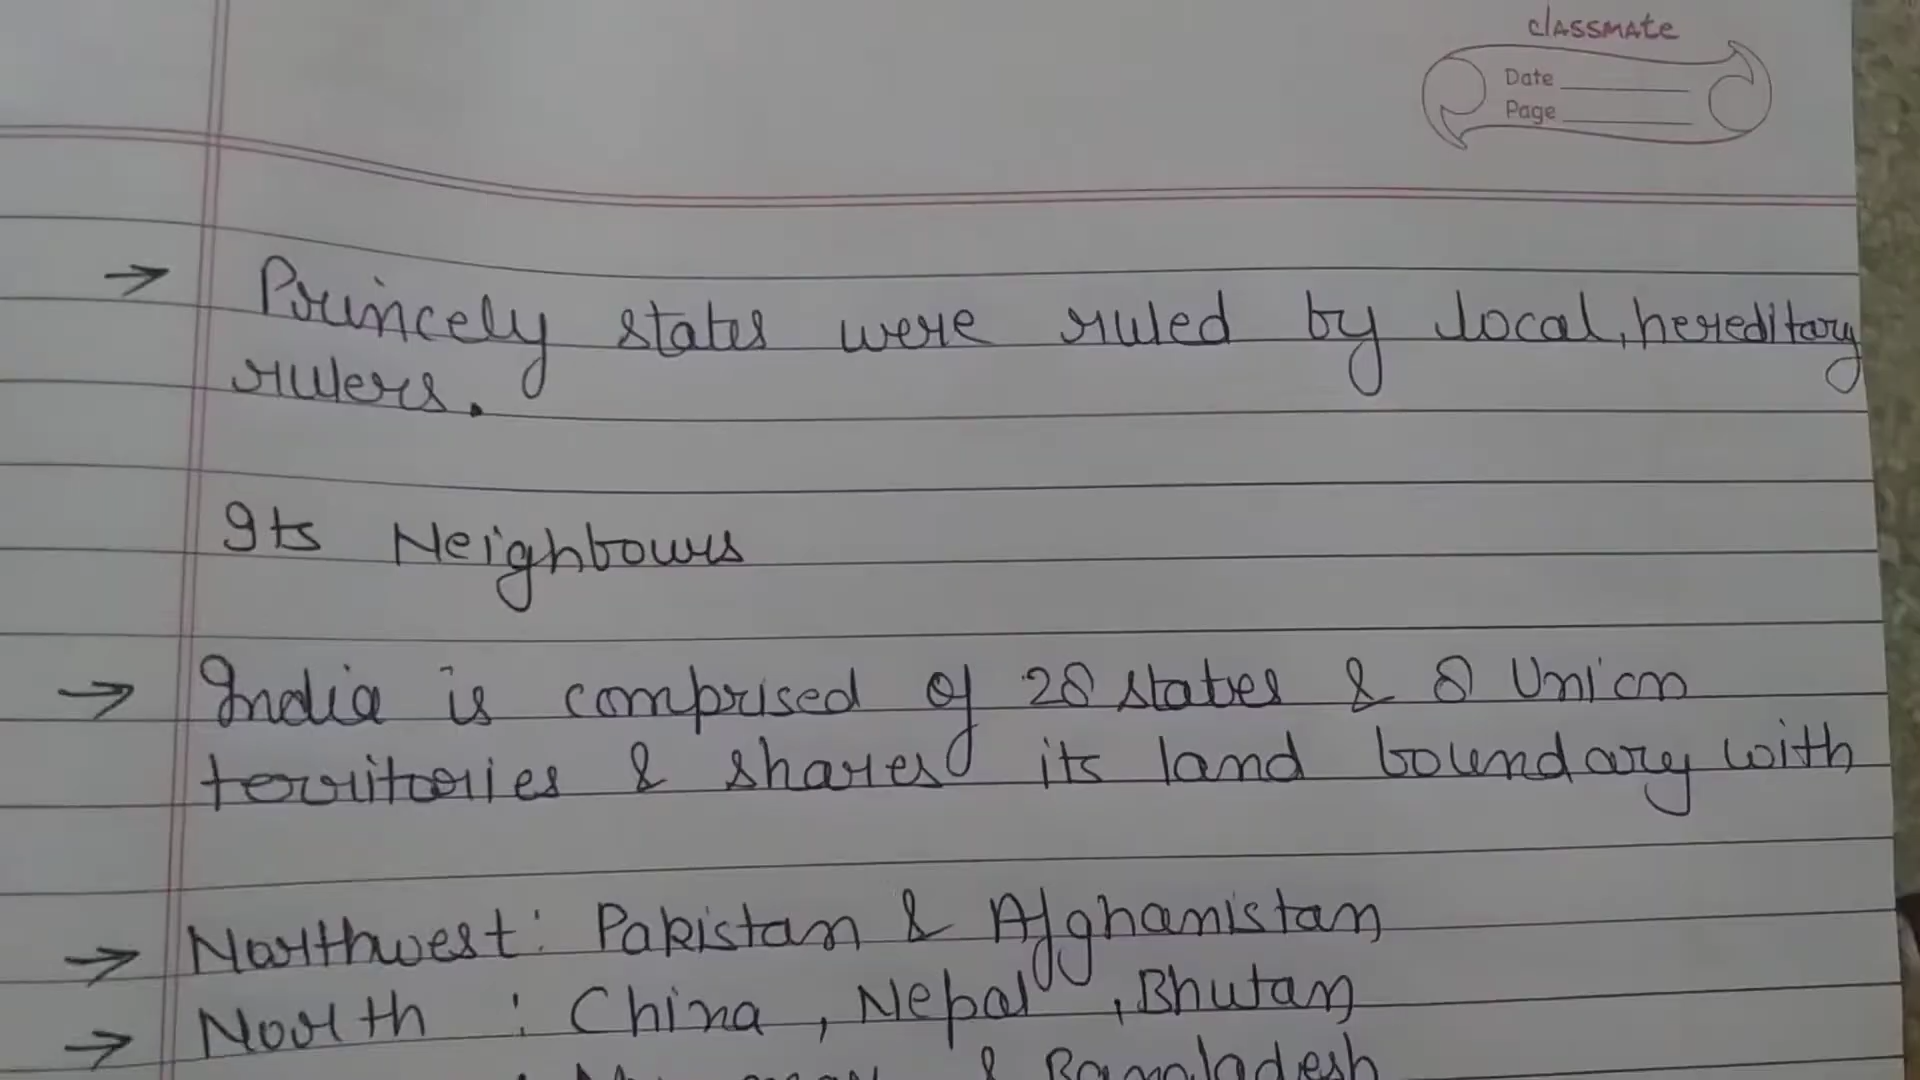 classmate
Date
Page
→ Princely states were ruled by local, hereditary
rulers.
Its Neighbours
→ India is comprised of 28 states & 8 Union
territories & shares its land boundary with
→ Northwest: Pakistan & Afghanistan
→ North : China, Nepal, Bhutan
: & Bangladesh